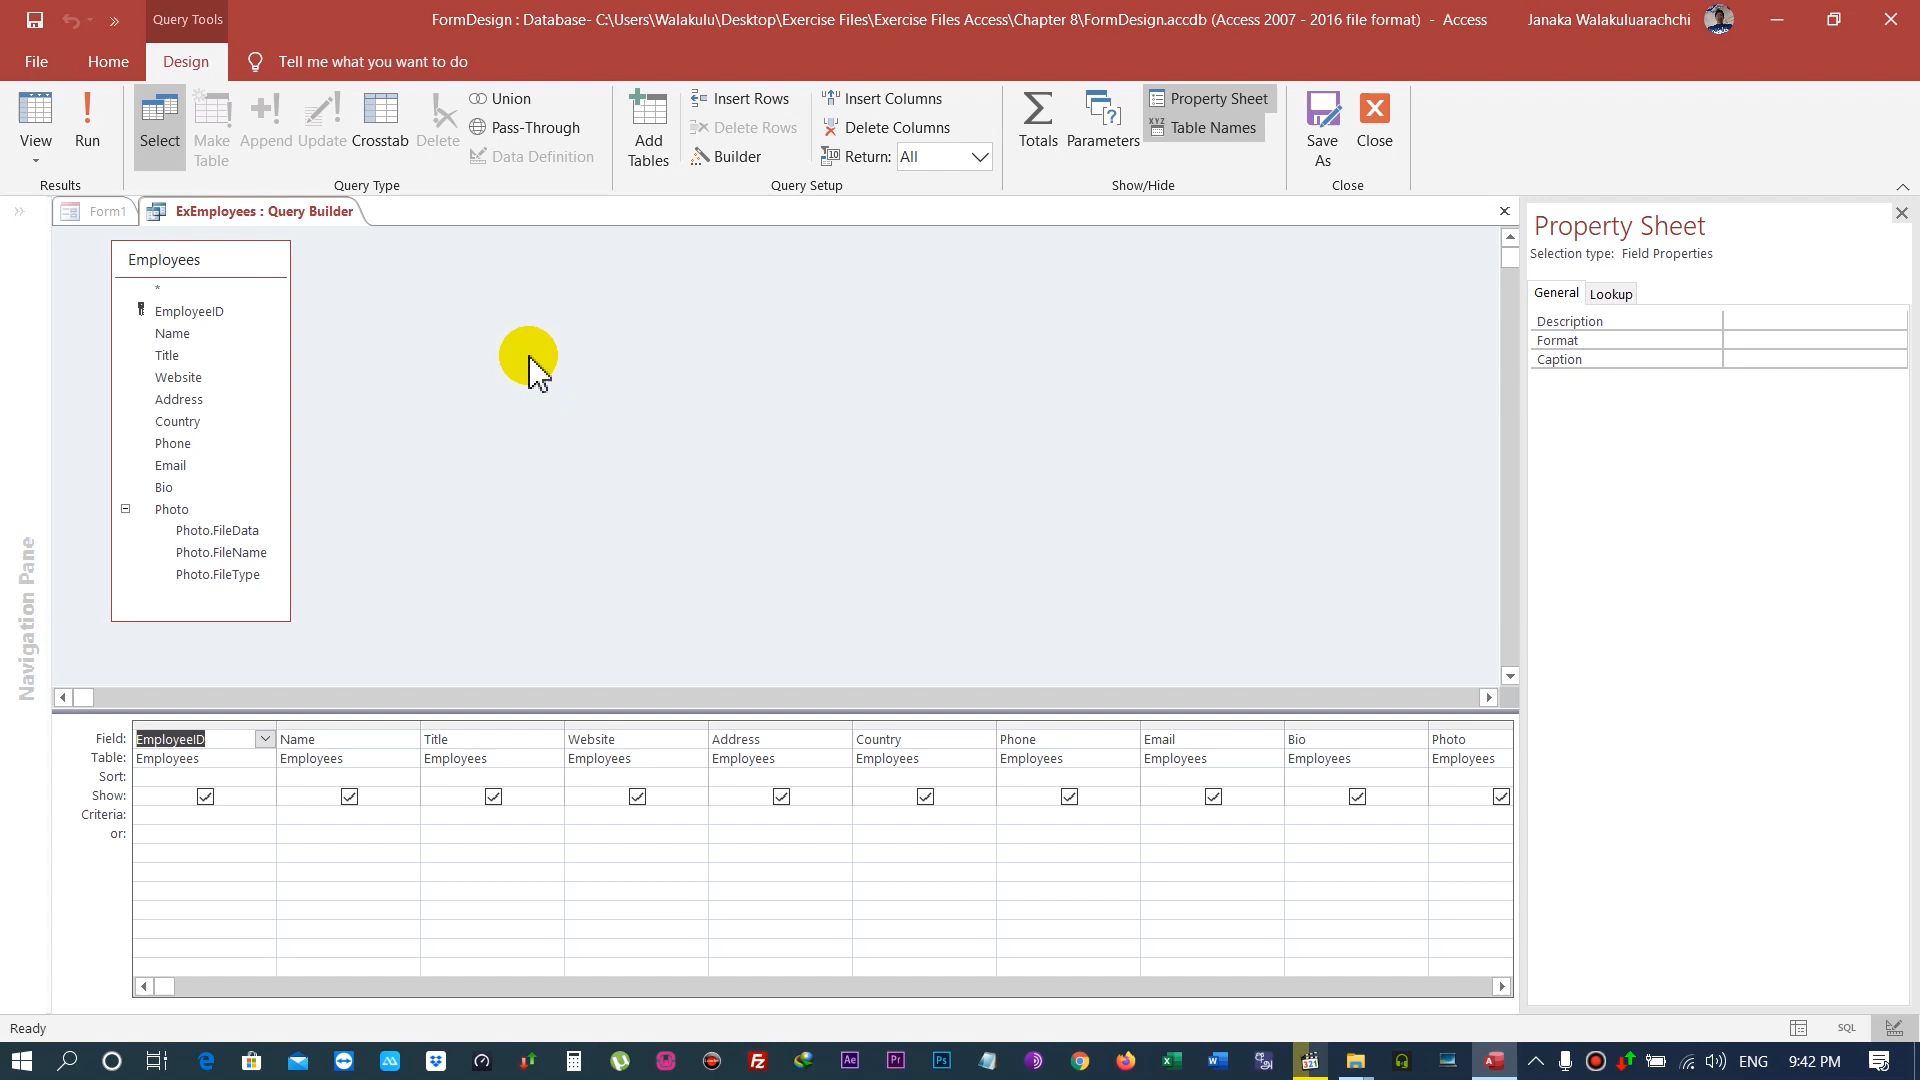 Query Tools
FormDesign : Database- C:\Users\Walakulu\Desktop\Exercise Files\Exercise Files Access\Chapter 8\FormDesign.accdb (Access 2007 - 2016 file format) - Access
Janaka Walakuluarachchi
File
Home
Design
Tell me what you want to do
View
Run
Results
Select
Make
Table
Append
Update
Crosstab
Delete
Union
Pass-Through
Data Definition
Query Type
Add
Tables
Insert Rows
Delete Rows
Builder
Insert Columns
Delete Columns
Return: All
Query Setup
Totals
Parameters
Property Sheet
Table Names
Show/Hide
Save
As
Close
Close
Form1
ExEmployees : Query Builder
Navigation Pane
Employees
*
EmployeeID
Name
Title
Website
Address
Country
Phone
Email
Bio
Photo
Photo.FileData
Photo.FileName
Photo.FileType
Property Sheet
Selection type: Field Properties
General
Lookup
Description
Format
Caption
Field: EmployeeID Name Title Website Address Country Phone Email Bio Photo
Table: Employees Employees Employees Employees Employees Employees Employees Employees Employees Employees
Sort:
Show:
Criteria:
or:
Ready
SQL
Ae
Pr
Ps
321
ENG
9:42 PM